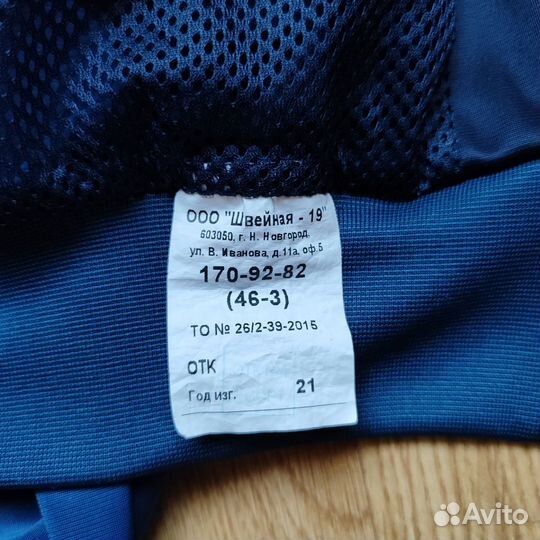 ООО "Швейная - 19"
603050, г. Н. Новгород,
ул. В. Иванова, д.11а, оф.5
170-92-82
(46-3)
ТО № 26/2-39-2015
ОТК
Год изг. 21
Avito